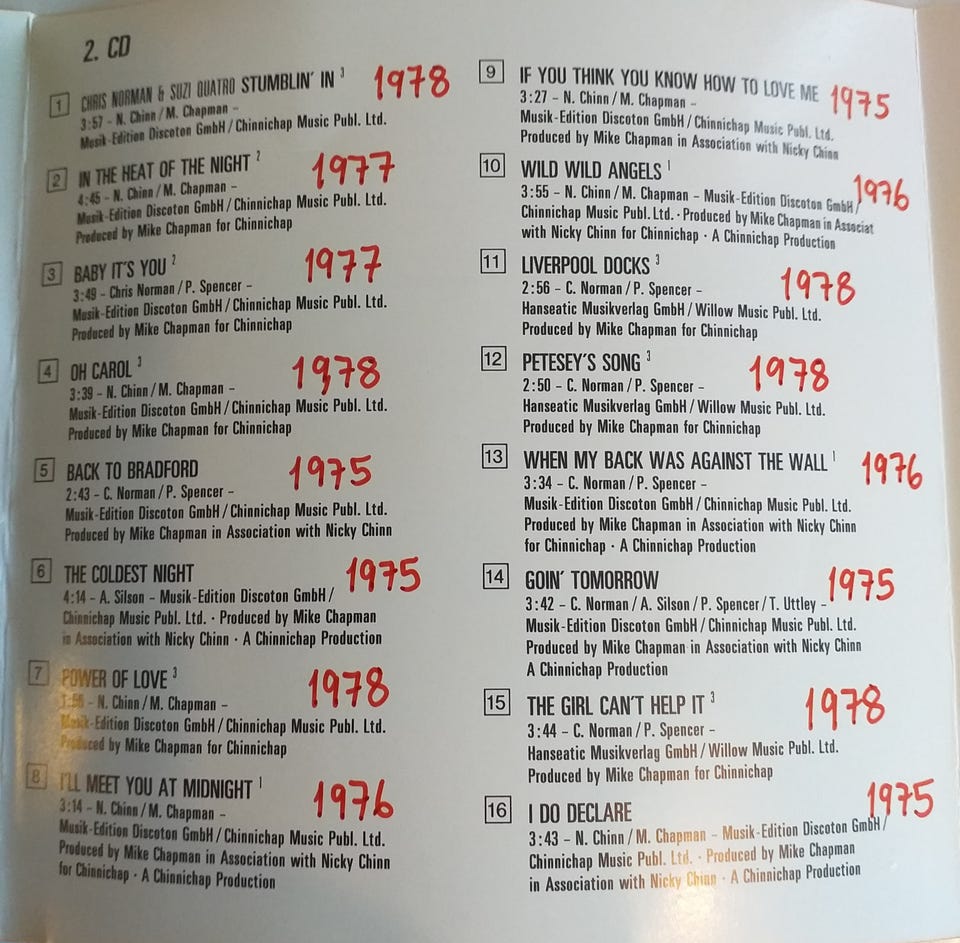 2. CD
1 CHRIS NORMAN & SUZI QUATRO STUMBLIN' IN 3 1978
3:57 – N. Chinn / M. Chapman –
Musik-Edition Discoton GmbH / Chinnichap Music Publ. Ltd.
2 IN THE HEAT OF THE NIGHT 2 1977
4:45 – N. Chinn / M. Chapman –
Musik-Edition Discoton GmbH / Chinnichap Music Publ. Ltd.
Produced by Mike Chapman for Chinnichap
3 BABY IT'S YOU 2 1977
3:49 – Chris Norman / P. Spencer –
Musik-Edition Discoton GmbH / Chinnichap Music Publ. Ltd.
Produced by Mike Chapman for Chinnichap
4 OH CAROL 3 1978
3:39 – N. Chinn / M. Chapman –
Musik-Edition Discoton GmbH / Chinnichap Music Publ. Ltd.
Produced by Mike Chapman for Chinnichap
5 BACK TO BRADFORD 1975
2:43 – C. Norman / P. Spencer –
Musik-Edition Discoton GmbH / Chinnichap Music Publ. Ltd.
Produced by Mike Chapman in Association with Nicky Chinn
6 THE COLDEST NIGHT 1975
4:14 – A. Silson – Musik-Edition Discoton GmbH /
Chinnichap Music Publ. Ltd. · Produced by Mike Chapman
in Association with Nicky Chinn · A Chinnichap Production
7 POWER OF LOVE 3 1978
– N. Chinn / M. Chapman –
Musik-Edition Discoton GmbH / Chinnichap Music Publ. Ltd.
Produced by Mike Chapman for Chinnichap
8 I'LL MEET YOU AT MIDNIGHT 1 1976
3:14 – N. Chinn / M. Chapman –
Musik-Edition Discoton GmbH / Chinnichap Music Publ. Ltd.
Produced by Mike Chapman in Association with Nicky Chinn
for Chinnichap · A Chinnichap Production
9 IF YOU THINK YOU KNOW HOW TO LOVE ME 1975
3:27 – N. Chinn / M. Chapman –
Musik-Edition Discoton GmbH / Chinnichap Music Publ. Ltd.
Produced by Mike Chapman in Association with Nicky Chinn
10 WILD WILD ANGELS 1 1976
3:55 – N. Chinn / M. Chapman – Musik-Edition Discoton GmbH /
Chinnichap Music Publ. Ltd. · Produced by Mike Chapman in Associat
with Nicky Chinn for Chinnichap · A Chinnichap Production
11 LIVERPOOL DOCKS 3 1978
2:56 – C. Norman / P. Spencer –
Hanseatic Musikverlag GmbH / Willow Music Publ. Ltd.
Produced by Mike Chapman for Chinnichap
12 PETESEY'S SONG 3 1978
2:50 – C. Norman / P. Spencer –
Hanseatic Musikverlag GmbH / Willow Music Publ. Ltd.
Produced by Mike Chapman for Chinnichap
13 WHEN MY BACK WAS AGAINST THE WALL 1 1976
3:34 – C. Norman / P. Spencer –
Musik-Edition Discoton GmbH / Chinnichap Music Publ. Ltd.
Produced by Mike Chapman in Association with Nicky Chinn
for Chinnichap · A Chinnichap Production
14 GOIN' TOMORROW 1975
3:42 – C. Norman / A. Silson / P. Spencer / T. Uttley –
Musik-Edition Discoton GmbH / Chinnichap Music Publ. Ltd.
Produced by Mike Chapman in Association with Nicky Chinn
A Chinnichap Production
15 THE GIRL CAN'T HELP IT 3 1978
3:44 – C. Norman / P. Spencer –
Hanseatic Musikverlag GmbH / Willow Music Publ. Ltd.
Produced by Mike Chapman for Chinnichap
16 I DO DECLARE 1975
3:43 – N. Chinn / M. Chapman – Musik-Edition Discoton GmbH /
Chinnichap Music Publ. Ltd. · Produced by Mike Chapman
in Association with Nicky Chinn · A Chinnichap Production